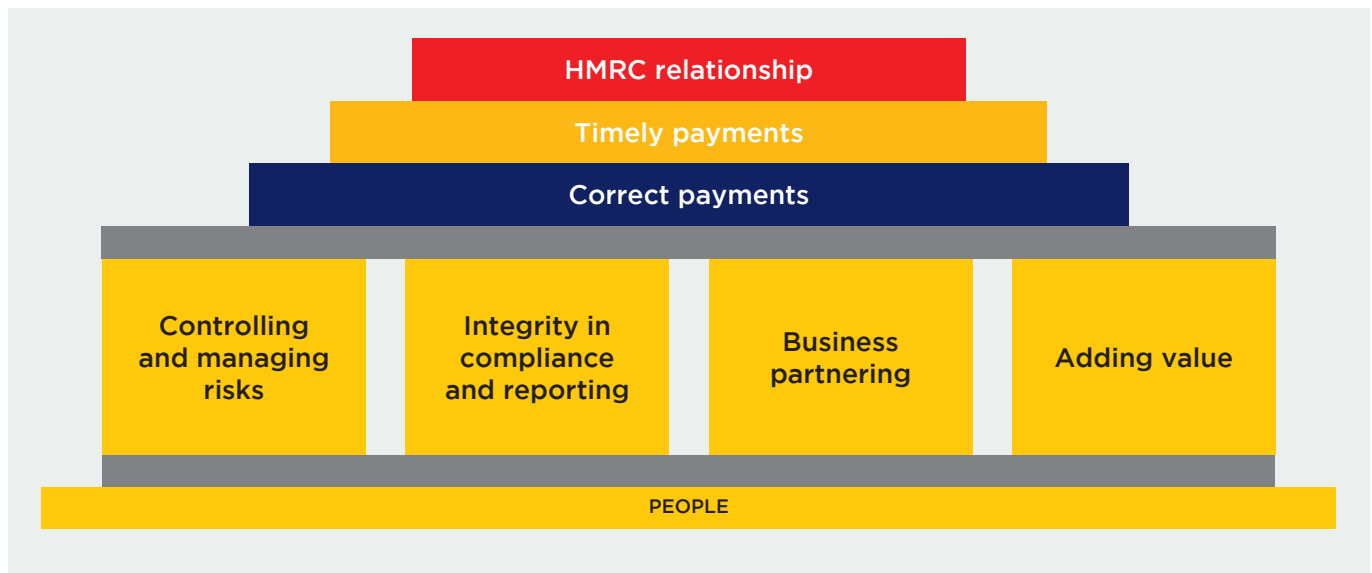 HMRC relationship
Timely payments
Correct payments
Controlling
and managing
risks
Integrity in
compliance
and reporting
Business
partnering
Adding value
PEOPLE